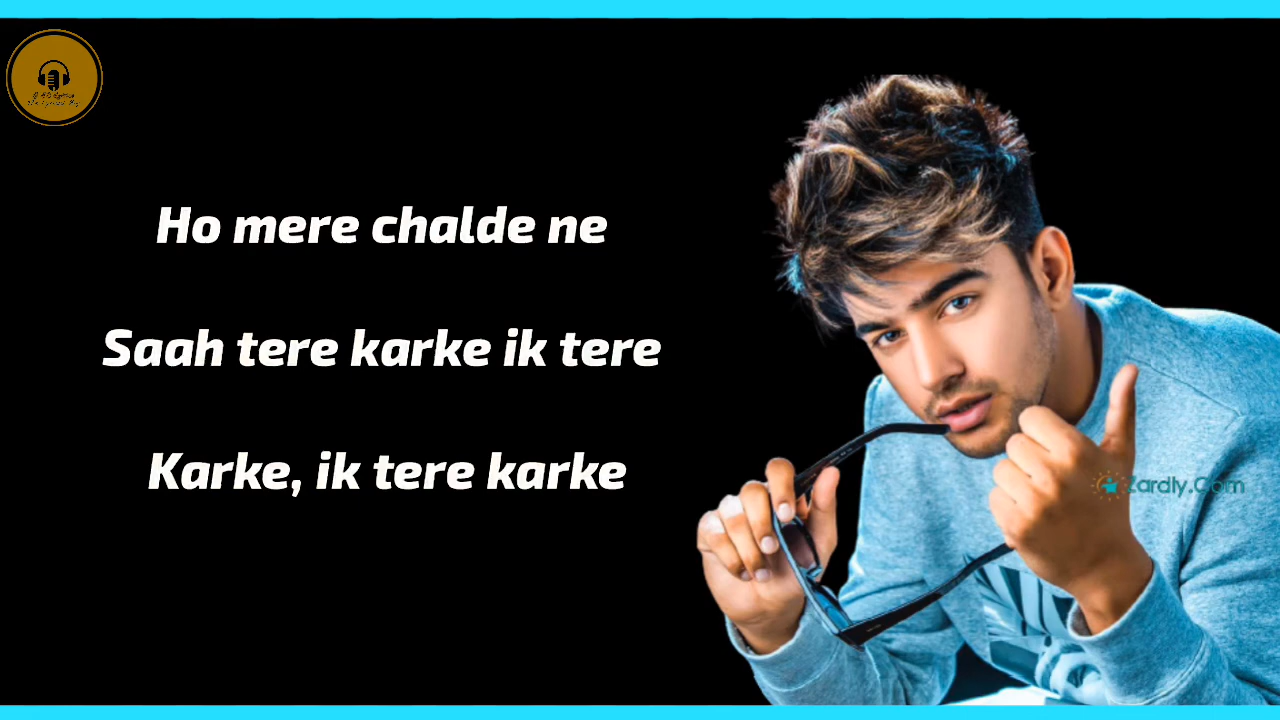 Ho mere chalde ne
Saah tere karke ik tere
Karke, ik tere karke
Zardly.Com